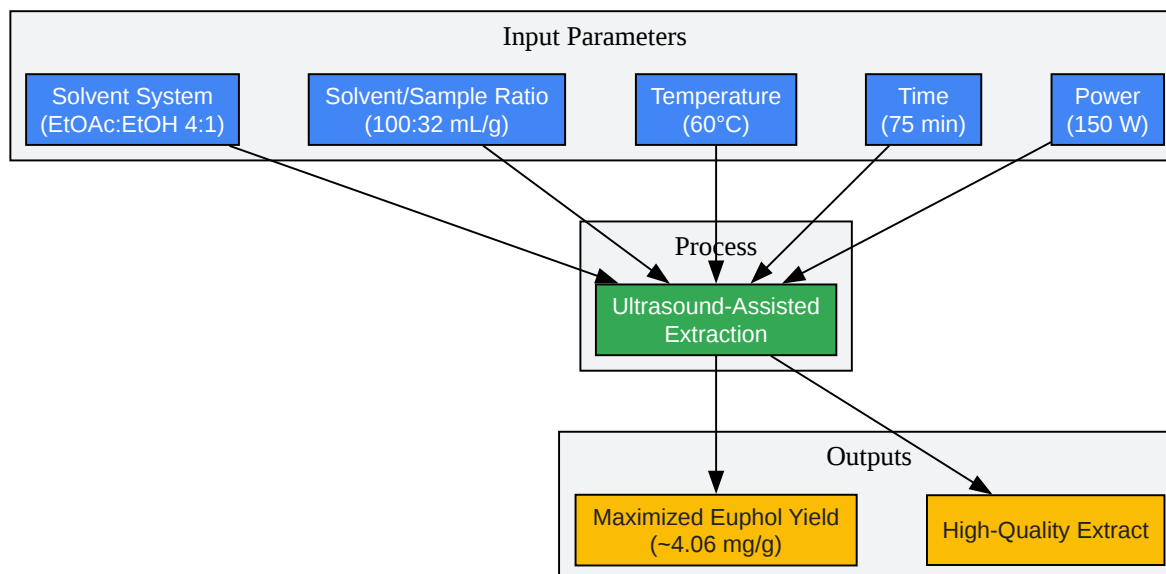 Input Parameters
Solvent System
(EtOAc:EtOH 4:1)
Solvent/Sample Ratio
(100:32 mL/g)
Temperature
(60°C)
Time
(75 min)
Power
(150 W)
Process
Ultrasound-Assisted
Extraction
Outputs
Maximized Euphol Yield
(~4.06 mg/g)
High-Quality Extract